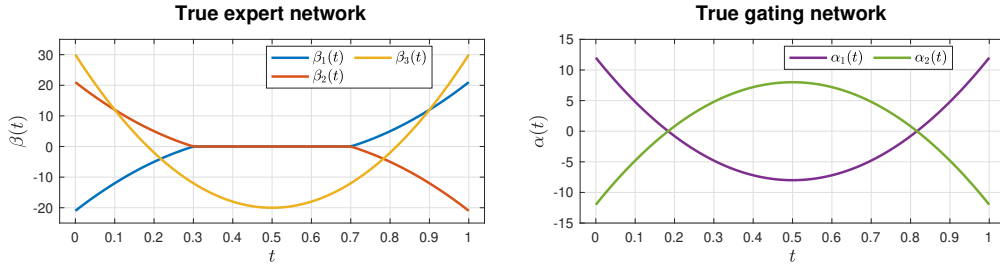 True expert network
True gating network
β(t)
30
20
10
0
-10
-20
β₁(t)
β₃(t)
β₂(t)
0 0.1 0.2 0.3 0.4 0.5 0.6 0.7 0.8 0.9 1
t
α(t)
15
10
5
0
-5
-10
-15
α₁(t)
α₂(t)
0 0.1 0.2 0.3 0.4 0.5 0.6 0.7 0.8 0.9 1
t